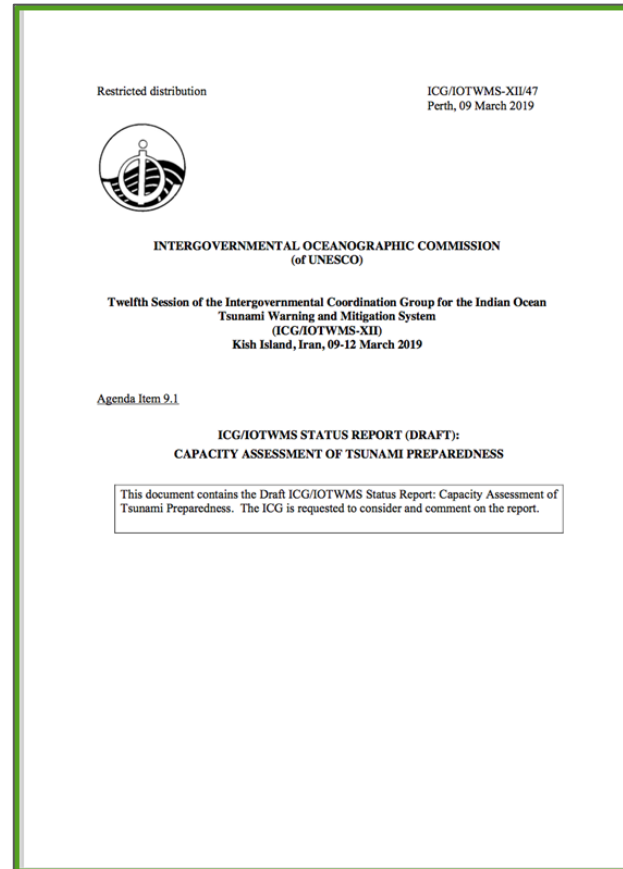 Restricted distribution
ICG/IOTWMS-XII/47
Perth, 09 March 2019
INTERGOVERNMENTAL OCEANOGRAPHIC COMMISSION
(of UNESCO)
Twelfth Session of the Intergovernmental Coordination Group for the Indian Ocean
Tsunami Warning and Mitigation System
(ICG/IOTWMS-XII)
Kish Island, Iran, 09-12 March 2019
Agenda Item 9.1
ICG/IOTWMS STATUS REPORT (DRAFT):
CAPACITY ASSESSMENT OF TSUNAMI PREPAREDNESS
This document contains the Draft ICG/IOTWMS Status Report: Capacity Assessment of
Tsunami Preparedness.  The ICG is requested to consider and comment on the report.